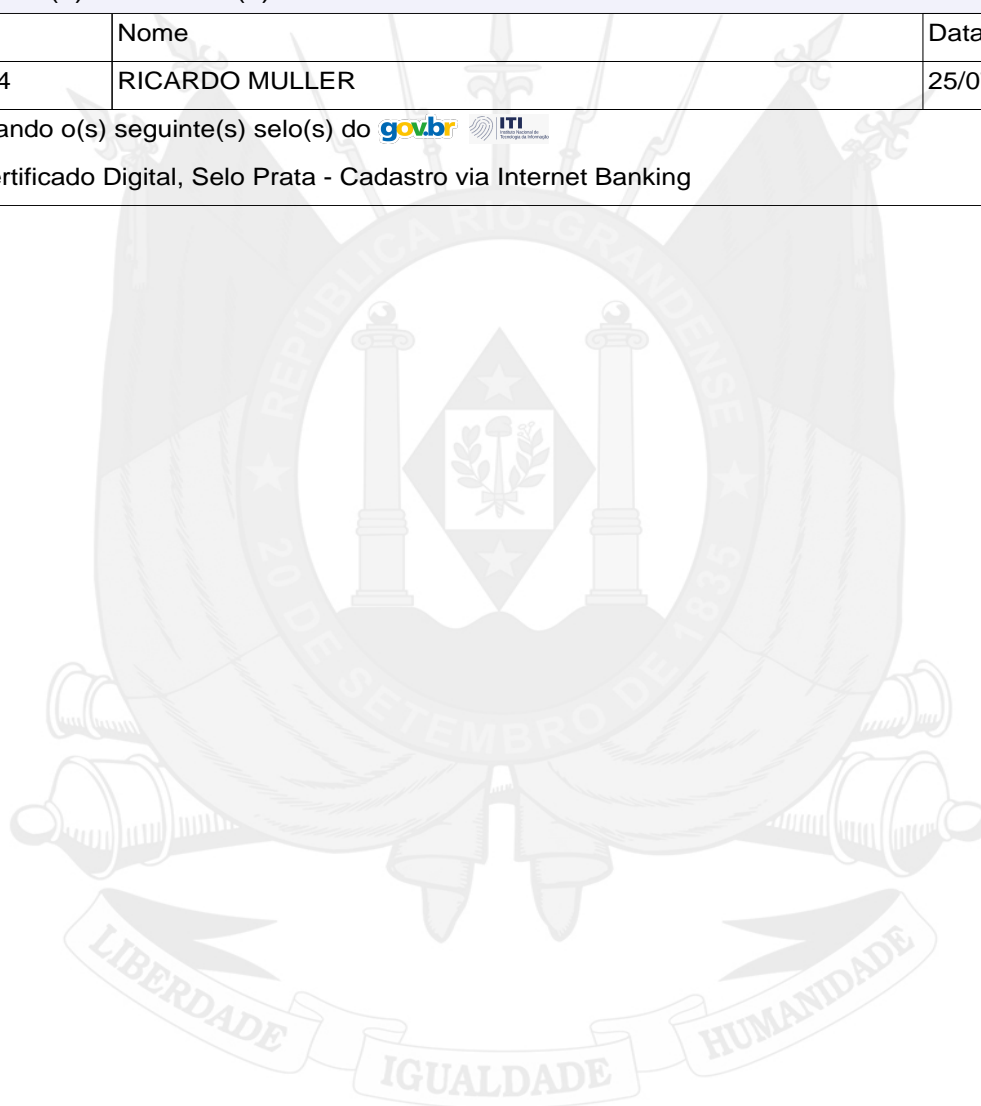 Nome
Data
4
RICARDO MULLER
25/0
ando o(s) seguinte(s) selo(s) do gov.br ITI
ertificado Digital, Selo Prata - Cadastro via Internet Banking
REPÚBLICA RIO-GRANDENSE
20 DE SETEMBRO DE 1835
LIBERDADE
IGUALDADE
HUMANIDADE